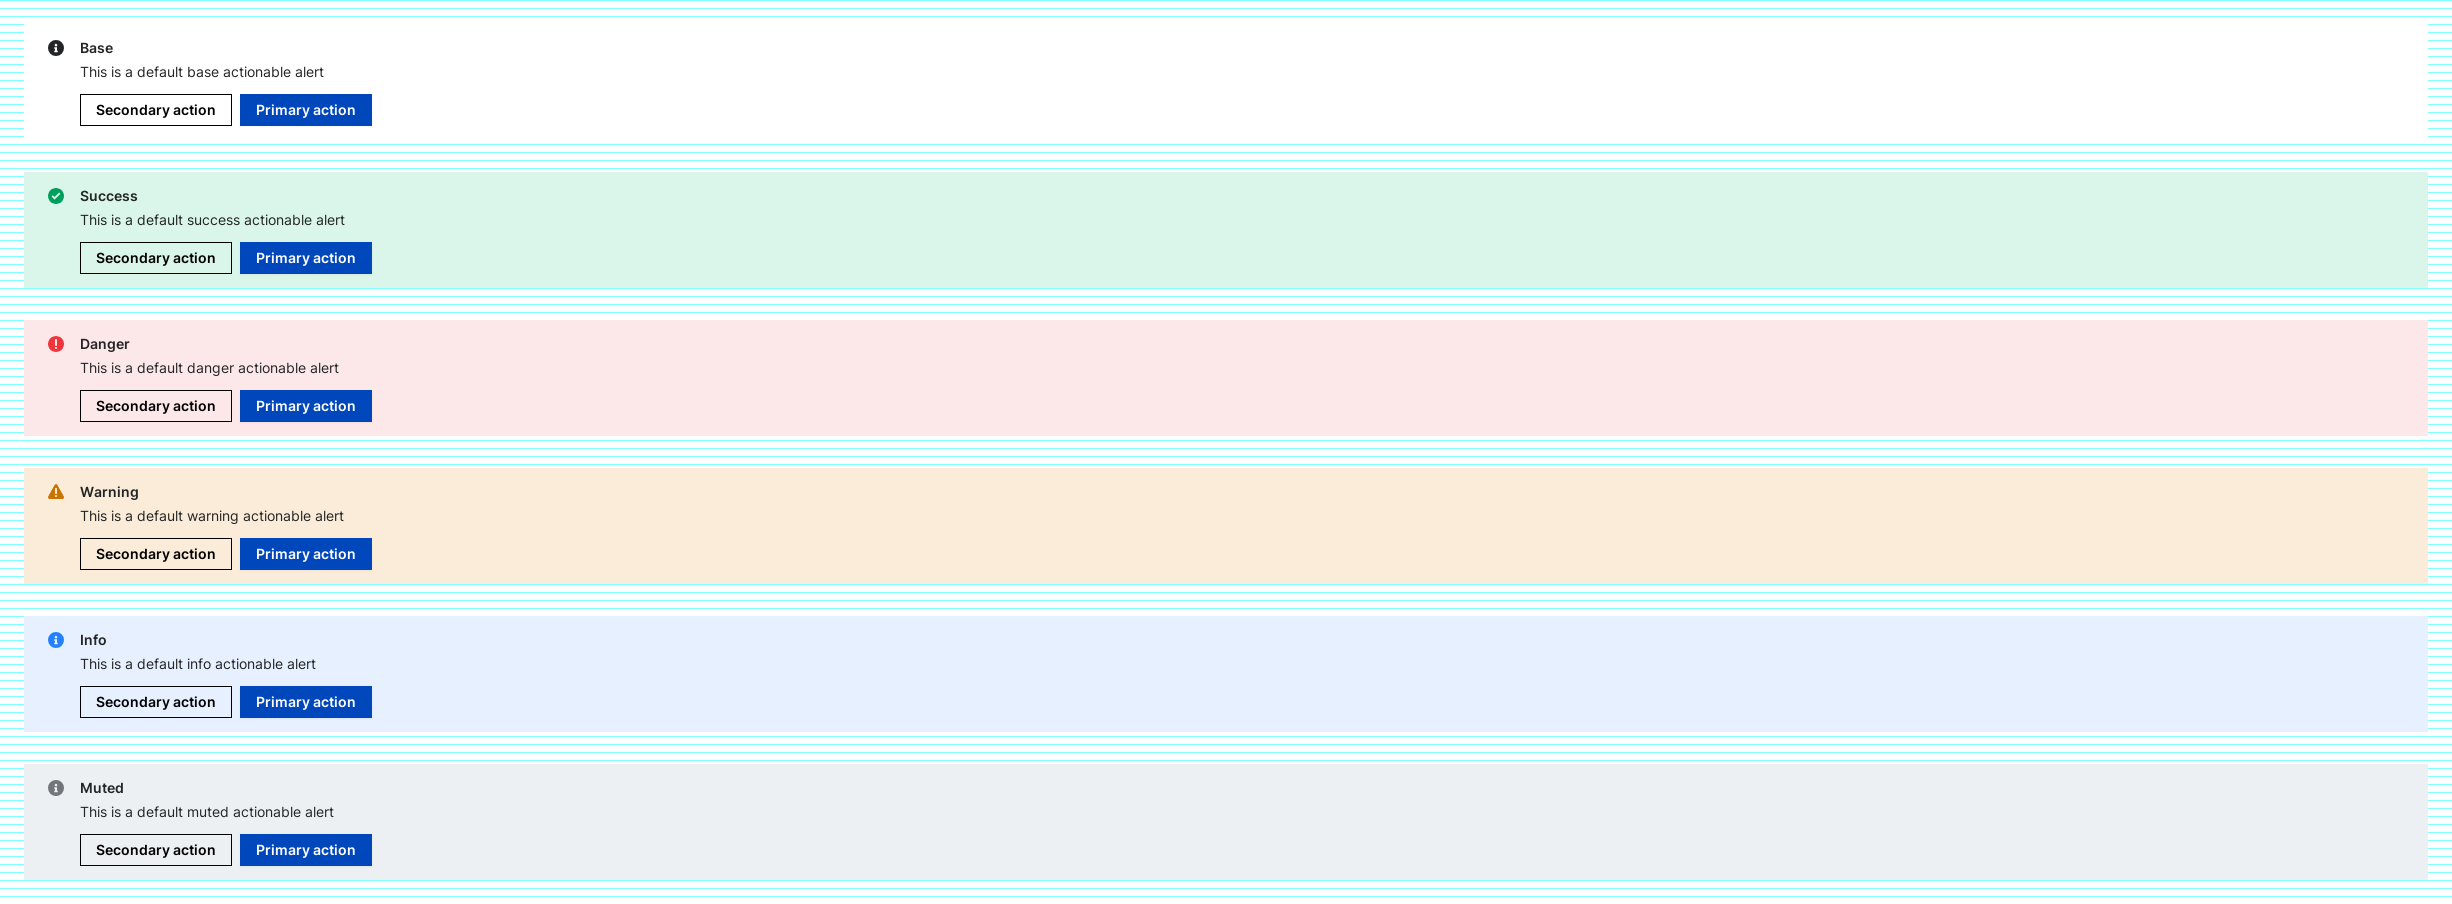 Base
This is a default base actionable alert
Secondary action Primary action
Success
This is a default success actionable alert
Secondary action Primary action
Danger
This is a default danger actionable alert
Secondary action Primary action
Warning
This is a default warning actionable alert
Secondary action Primary action
Info
This is a default info actionable alert
Secondary action Primary action
Muted
This is a default muted actionable alert
Secondary action Primary action